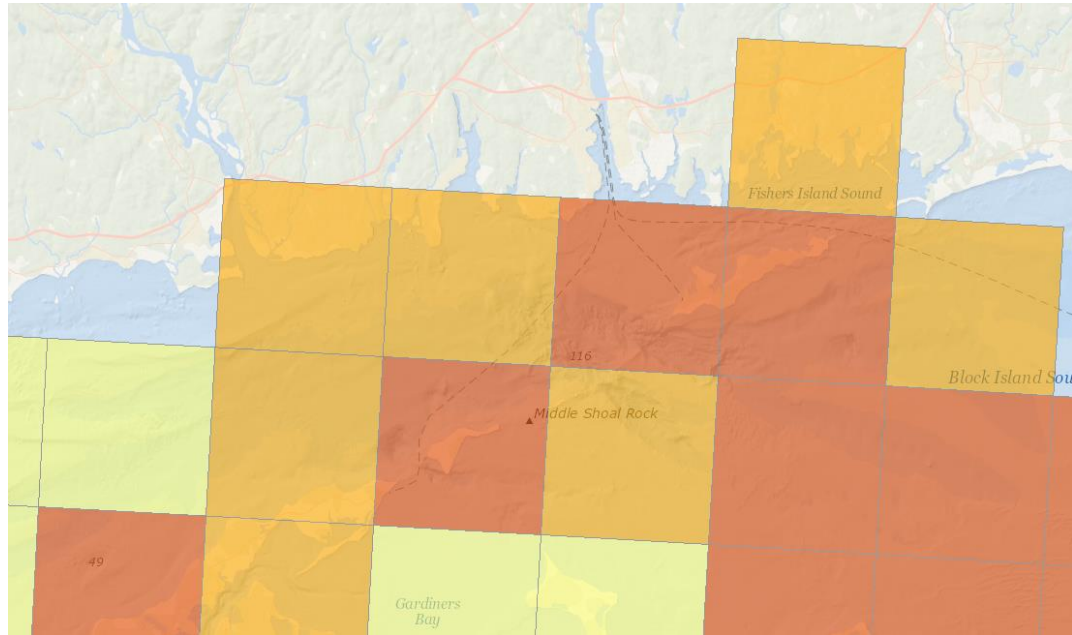 Fishers Island Sound
116
Block Island Sou
Middle Shoal Rock
49
Gardiners
Bay